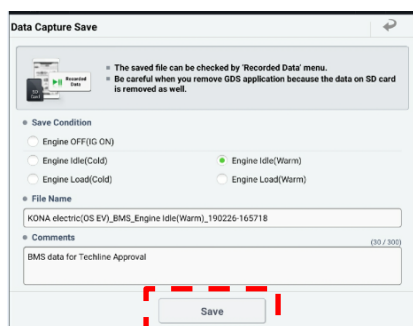 Data Capture Save
SD
Card
Recorded
Data
The saved file can be checked by 'Recorded Data' menu.
Be careful when you remove GDS application because the data on SD card
is removed as well.
Save Condition
Engine OFF(IG ON)
Engine Idle(Cold)
Engine Idle(Warm)
Engine Load(Cold)
Engine Load(Warm)
File Name
KONA electric(OS EV)_BMS_Engine Idle(Warm)_190226-165718
Comments
(30 / 300)
BMS data for Techline Approval
Save